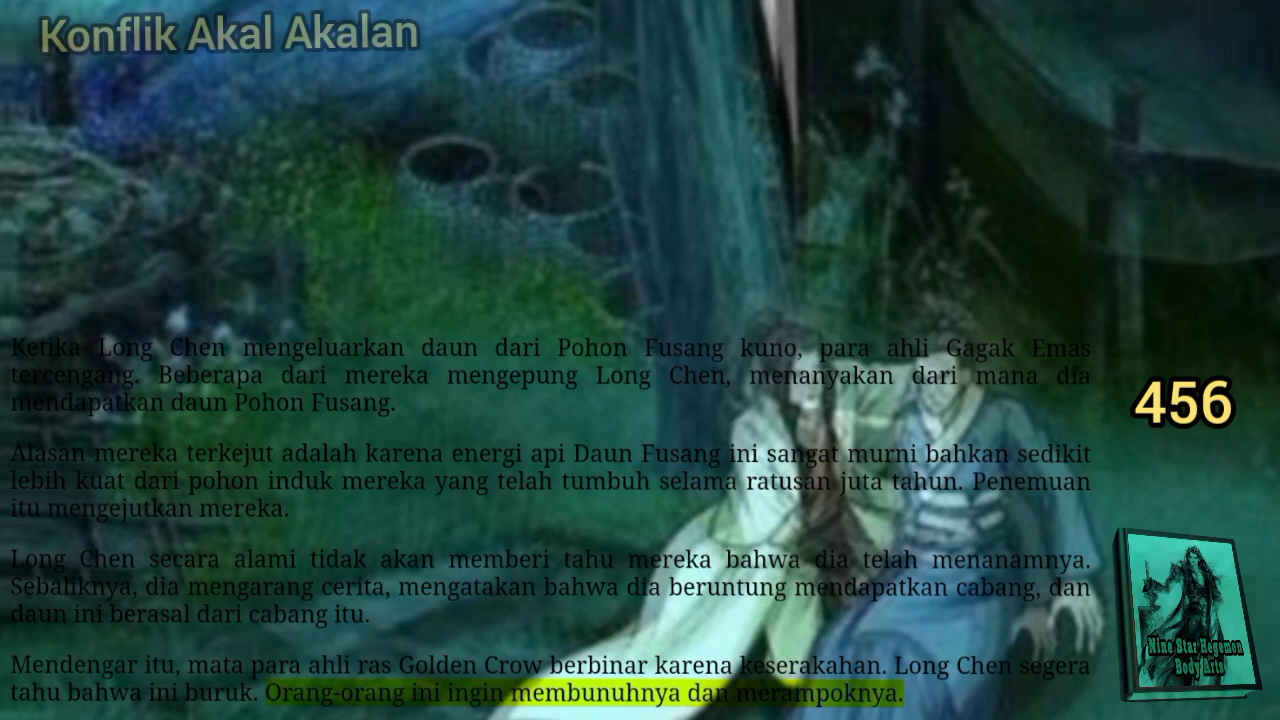 Konflik Akal Akalan
Ketika Long Chen mengeluarkan daun dari Pohon Fusang kuno, para ahli Gagak Emas
tercengang. Beberapa dari mereka mengepung Long Chen, menanyakan dari mana dia
mendapatkan daun Pohon Fusang.
Alasan mereka terkejut adalah karena energi api Daun Fusang ini sangat murni bahkan sedikit
lebih kuat dari pohon induk mereka yang telah tumbuh selama ratusan juta tahun. Penemuan
itu mengejutkan mereka.
Long Chen secara alami tidak akan memberi tahu mereka bahwa dia telah menanamnya.
Sebaliknya, dia mengarang cerita, mengatakan bahwa dia beruntung mendapatkan cabang, dan
daun ini berasal dari cabang itu.
Mendengar itu, mata para ahli ras Golden Crow berbinar karena keserakahan. Long Chen segera
tahu bahwa ini buruk. Orang-orang ini ingin membunuhnya dan merampoknya.
456
Nine Star Hegemon
Body Arts